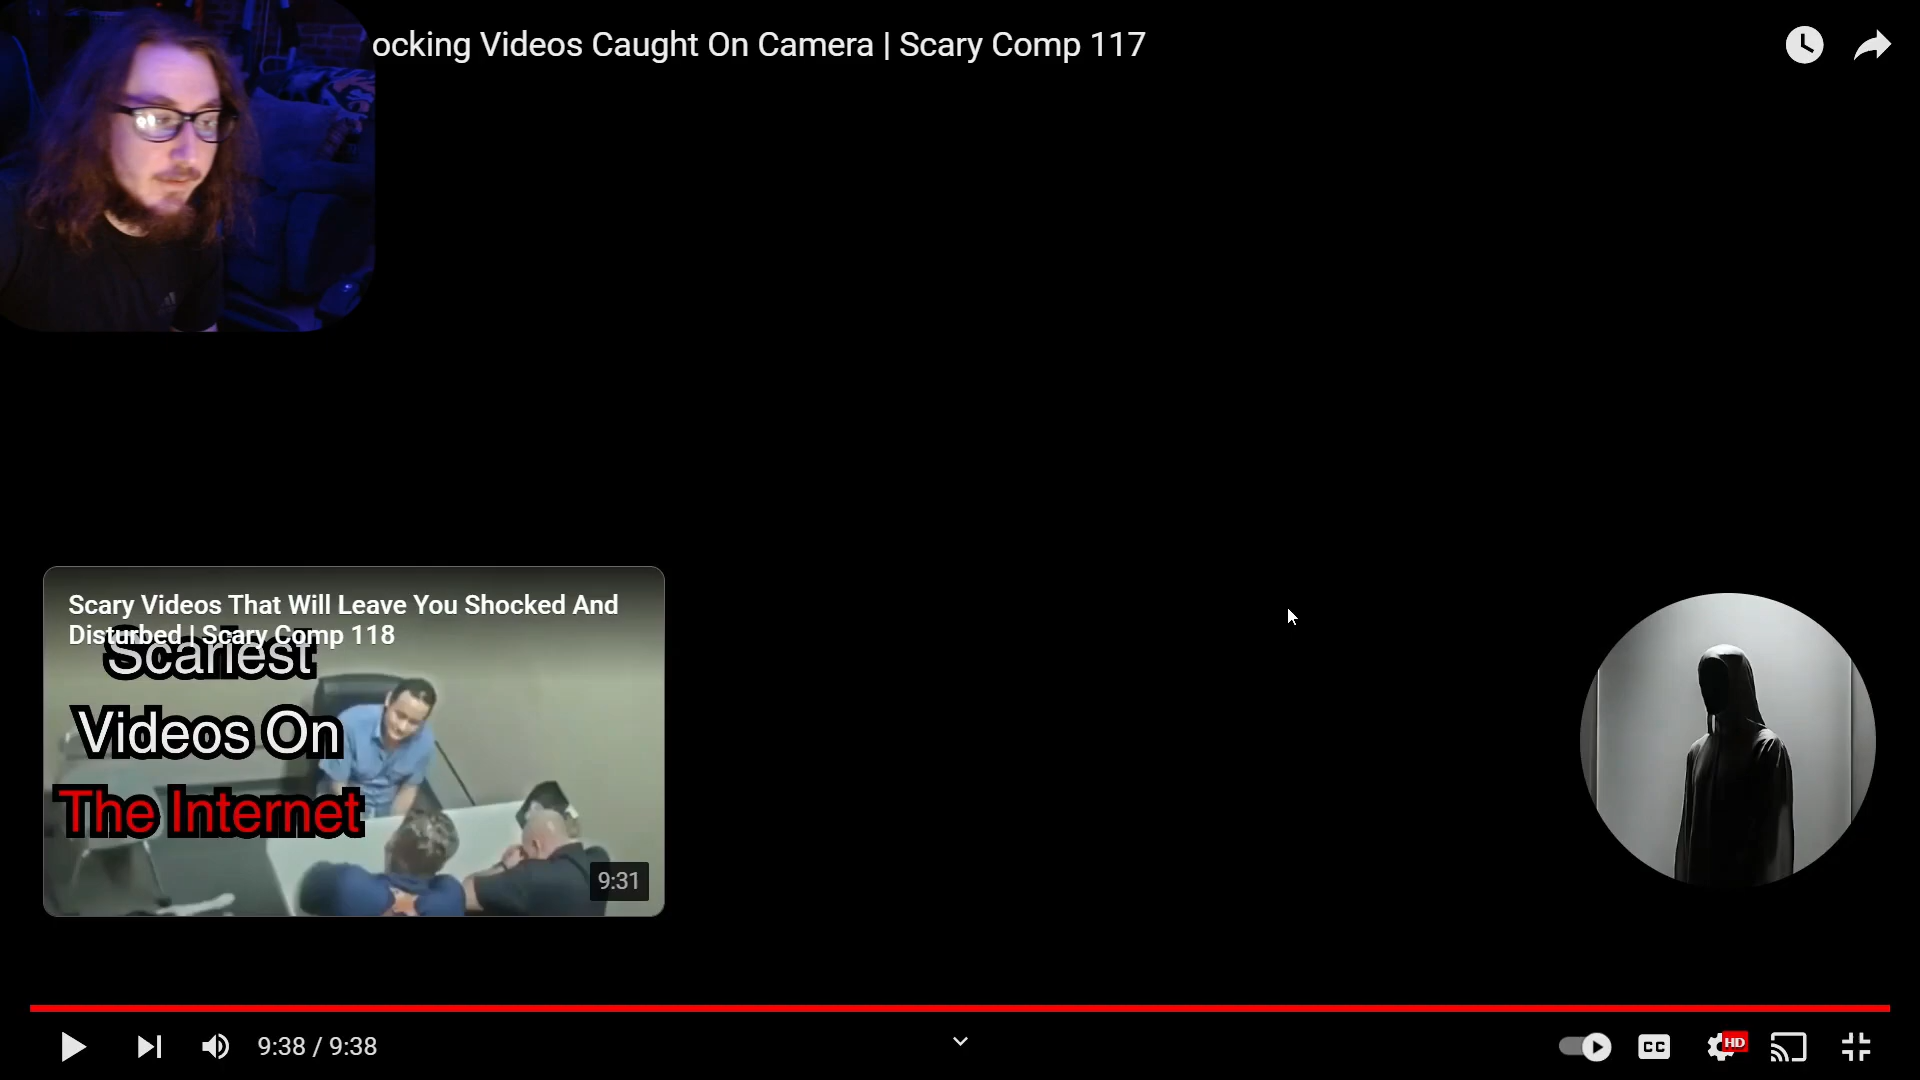 ocking Videos Caught On Camera | Scary Comp 117
Scary Videos That Will Leave You Shocked And
Disturbed | Scary Comp 118
Scariest
Videos On
The Internet
9:31
9:38 / 9:38
CC
HD